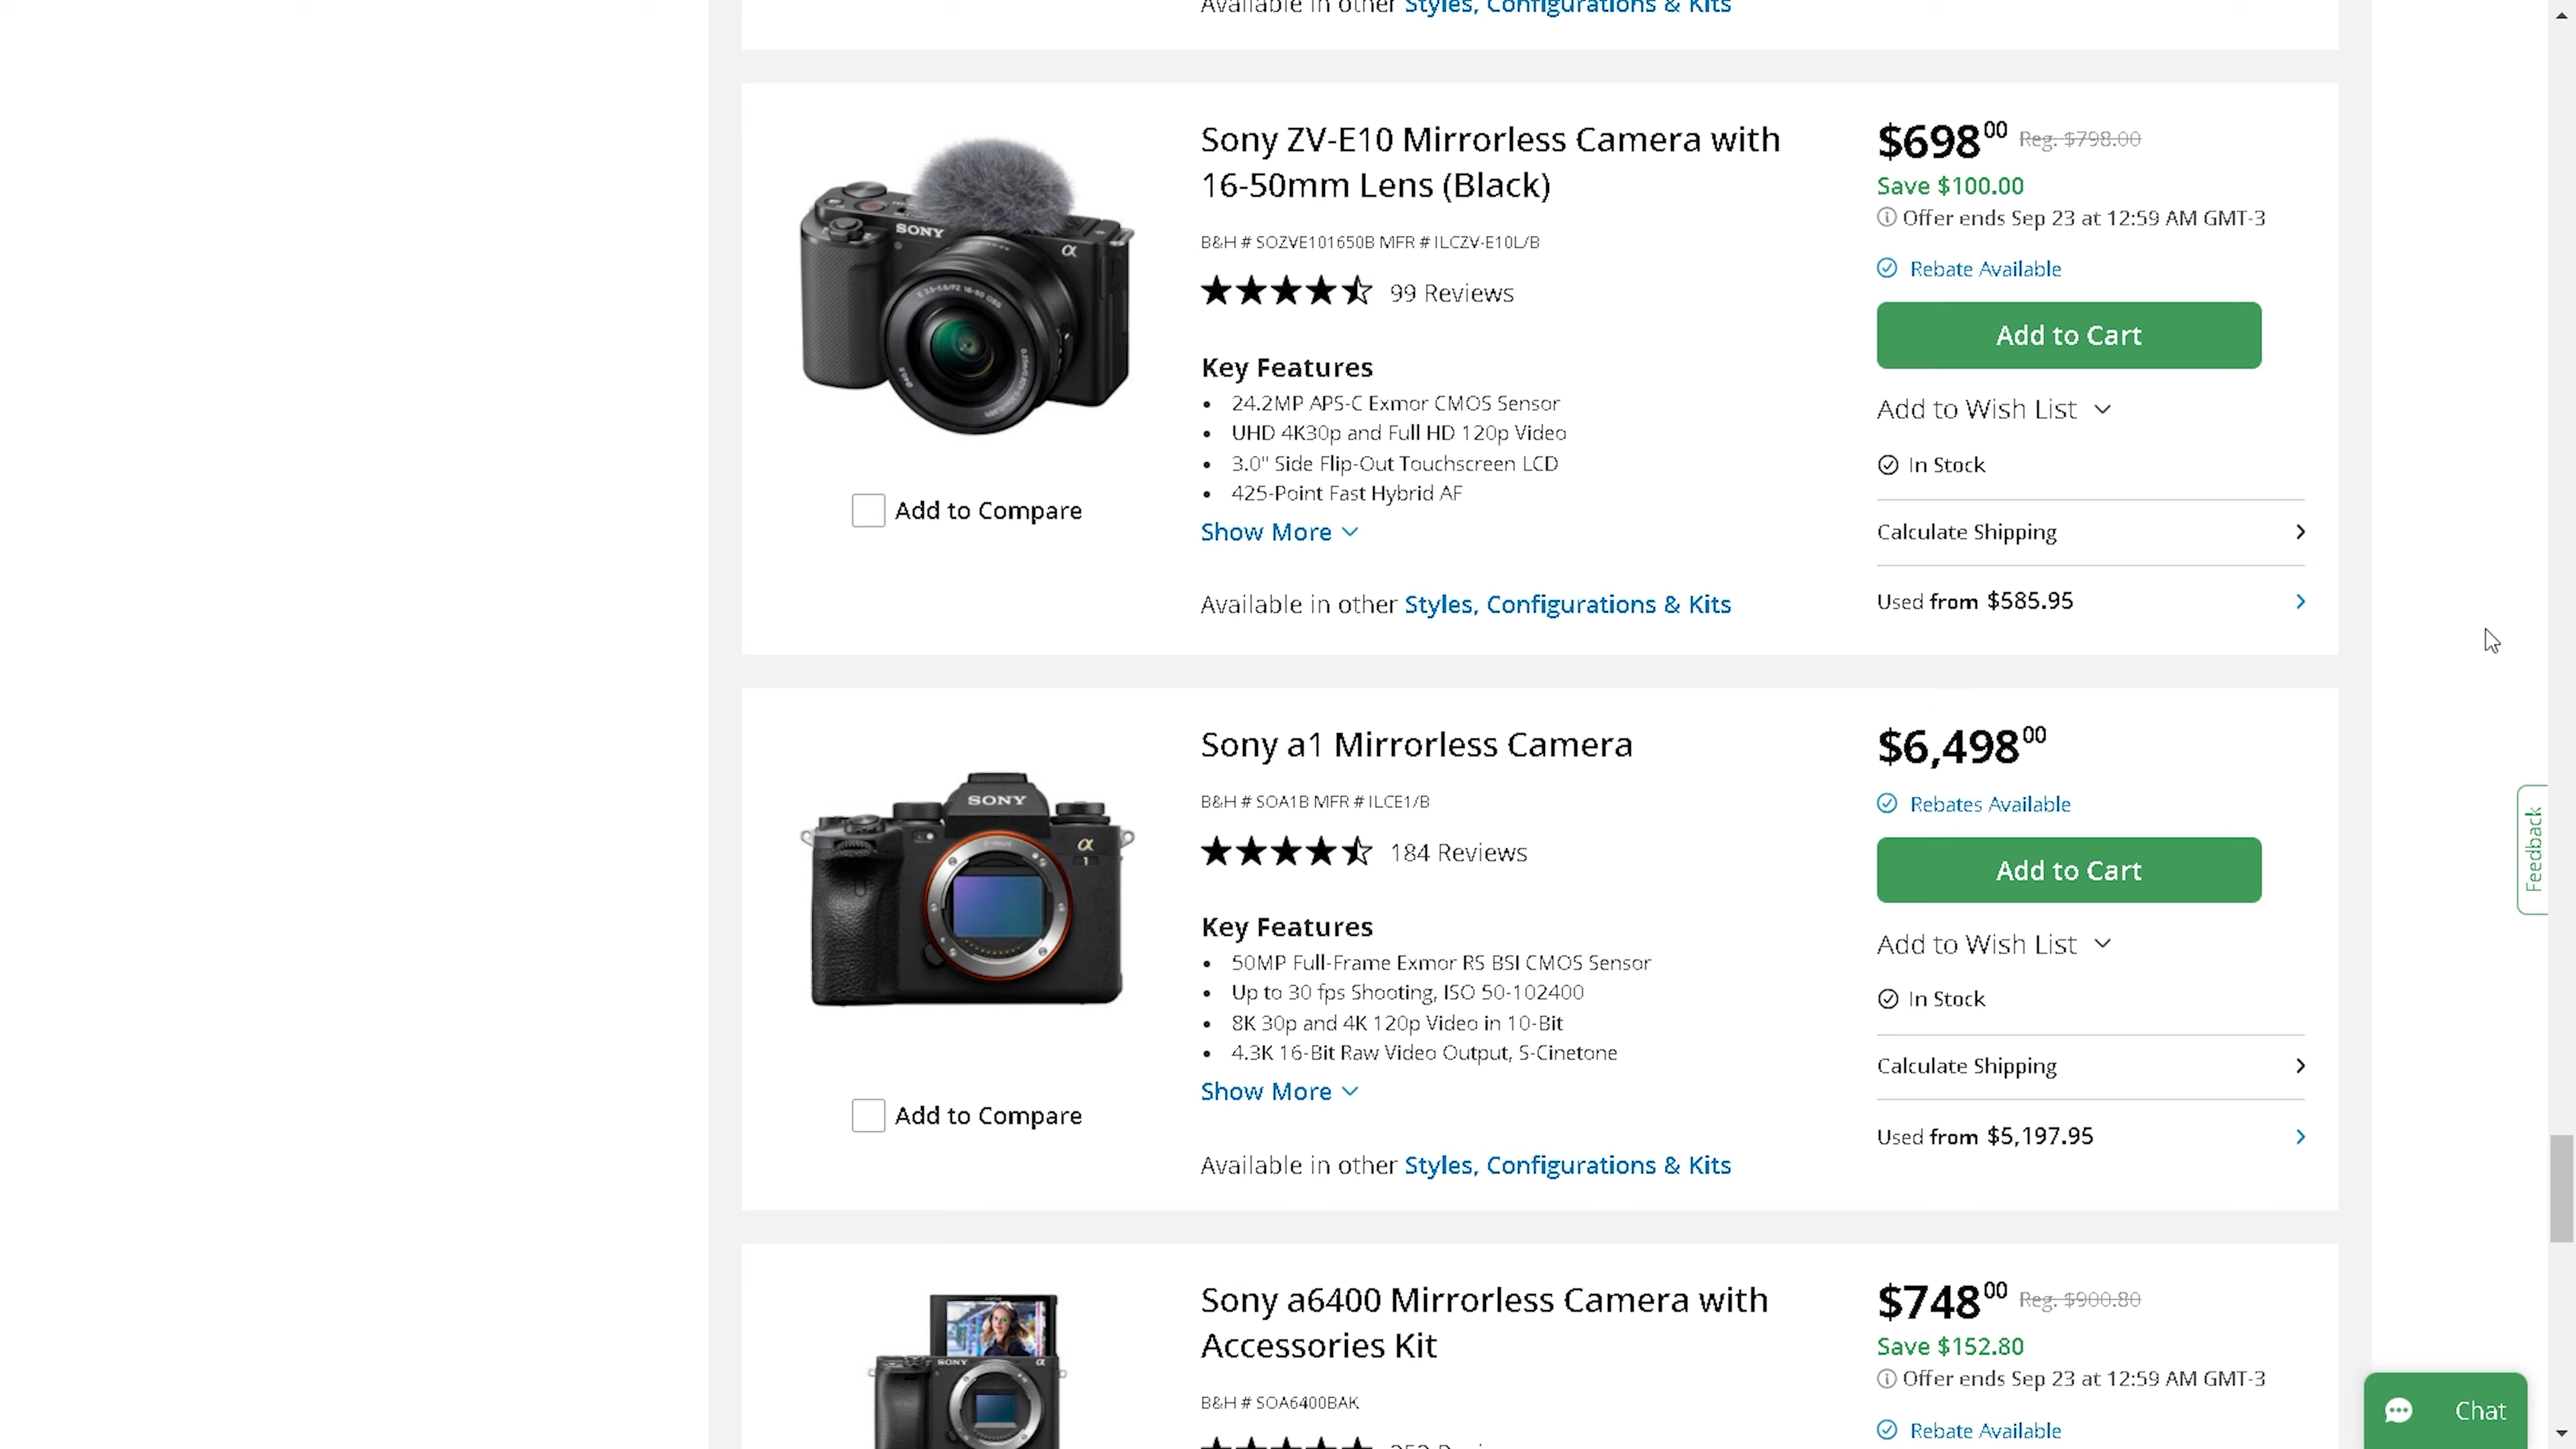 Available in other Styles, Configurations & Kits
Sony ZV-E10 Mirrorless Camera with
16-50mm Lens (Black)
B&H # SOZVE101650B MFR # ILCZV-E10L/B
99 Reviews
Key Features
24.2MP APS-C Exmor CMOS Sensor
UHD 4K30p and Full HD 120p Video
3.0" Side Flip-Out Touchscreen LCD
425-Point Fast Hybrid AF
Show More
Available in other Styles, Configurations & Kits
SONY
α
Add to Compare
$698.00 Reg. $798.00
Save $100.00
Offer ends Sep 23 at 12:59 AM GMT-3
Rebate Available
Add to Cart
Add to Wish List
In Stock
Calculate Shipping
Used from $585.95
Sony a1 Mirrorless Camera
B&H # SOA1B MFR # ILCE1/B
184 Reviews
Key Features
50MP Full-Frame Exmor RS BSI CMOS Sensor
Up to 30 fps Shooting, ISO 50-102400
8K 30p and 4K 120p Video in 10-Bit
4.3K 16-Bit Raw Video Output, S-Cinetone
Show More
Available in other Styles, Configurations & Kits
SONY
α
1
Add to Compare
$6,498.00
Rebates Available
Add to Cart
Add to Wish List
In Stock
Calculate Shipping
Used from $5,197.95
Feedback
Sony a6400 Mirrorless Camera with
Accessories Kit
B&H # SOA6400BAK
SONY
α
$748.00 Reg. $900.80
Save $152.80
Offer ends Sep 23 at 12:59 AM GMT-3
Rebate Available
Chat